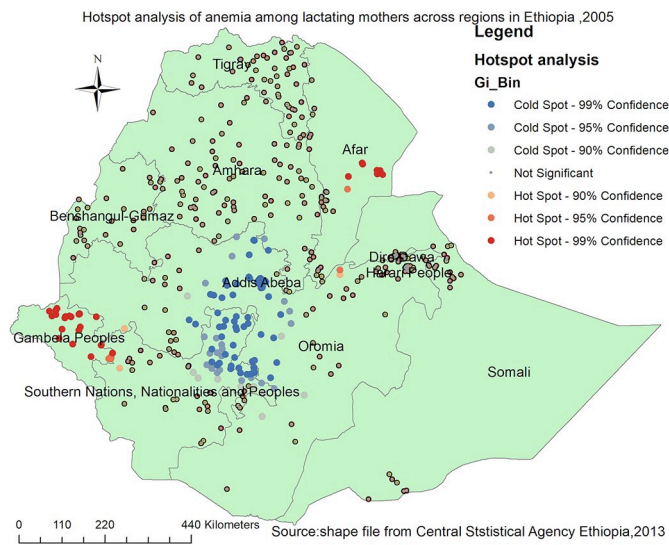 Hotspot analysis of anemia among lactating mothers across regions in Ethiopia ,2005
Legend
Hotspot analysis
Gi_Bin
Cold Spot - 99% Confidence
Cold Spot - 95% Confidence
Cold Spot - 90% Confidence
Not Significant
Hot Spot - 90% Confidence
Hot Spot - 95% Confidence
Hot Spot - 99% Confidence
N
Tigray
Afar
Amhara
Benshangul-Gumaz
Dire Dawa
Harari People
Addis Abeba
Gambela Peoples
Oromia
Somali
Southern Nations, Nationalities and Peoples
0 110 220 440 Kilometers
Source:shape file from Central Ststistical Agency Ethiopia,2013